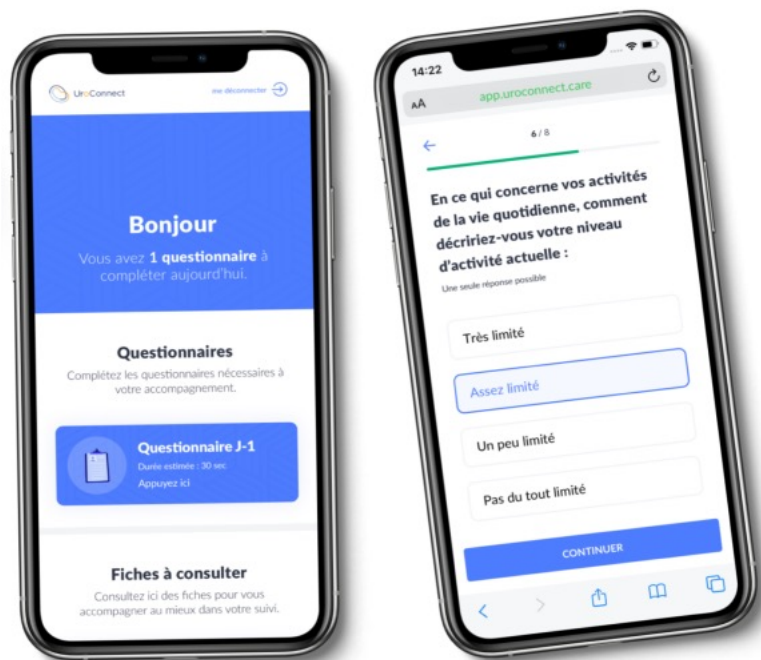 UroConnect
me déconnecter
Bonjour
Vous avez 1 questionnaire à
compléter aujourd'hui.
Questionnaires
Complétez les questionnaires nécessaires à
votre accompagnement.
Questionnaire J-1
Durée estimée : 30 sec
Appuyez ici
Fiches à consulter
Consultez ici des fiches pour vous
accompagner au mieux dans votre suivi.
14:22
AA
app.uroconnect.care
6 / 8
En ce qui concerne vos activités
de la vie quotidienne, comment
décririez-vous votre niveau
d'activité actuelle :
Une seule réponse possible
Très limité
Assez limité
Un peu limité
Pas du tout limité
CONTINUER